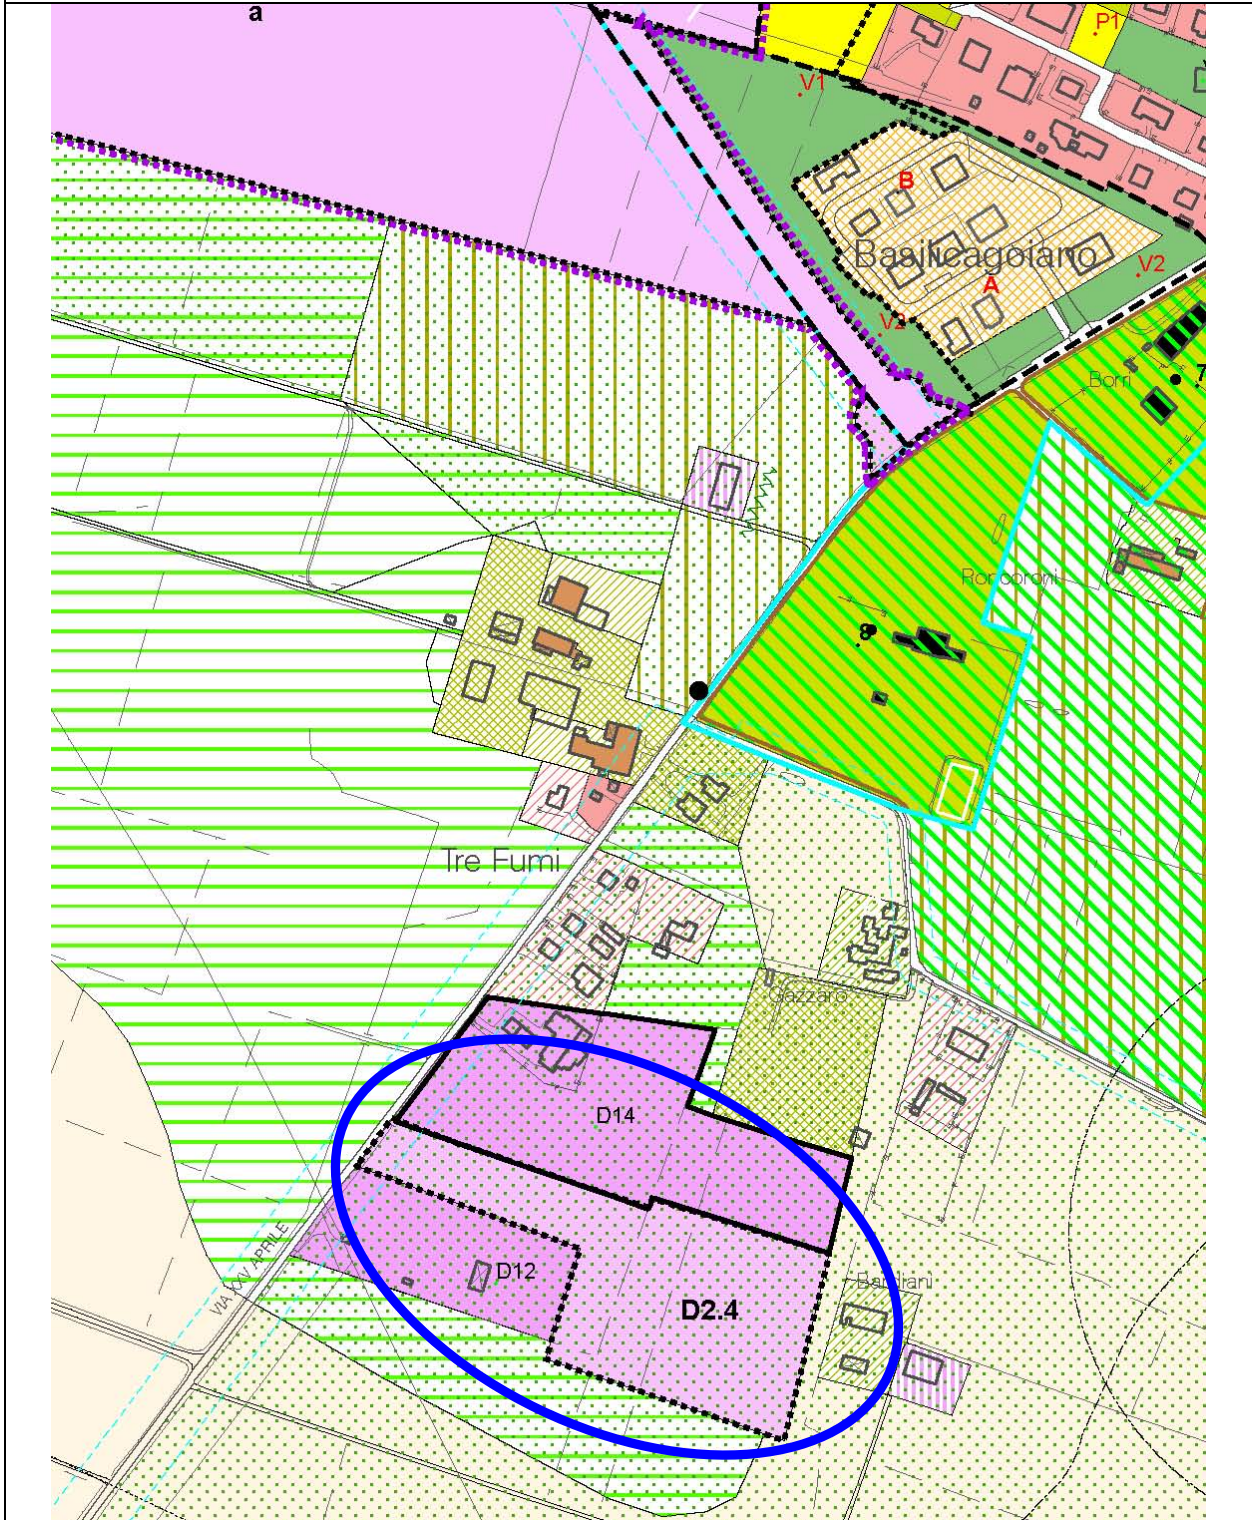 a
P1
V1
B
Basilicagoiano
V2
A
V2
Borri
7
Roncoroni
8
Tre Fumi
Gazzaro
D14
VIA XXV APRILE
D12
Bardiani
D2.4